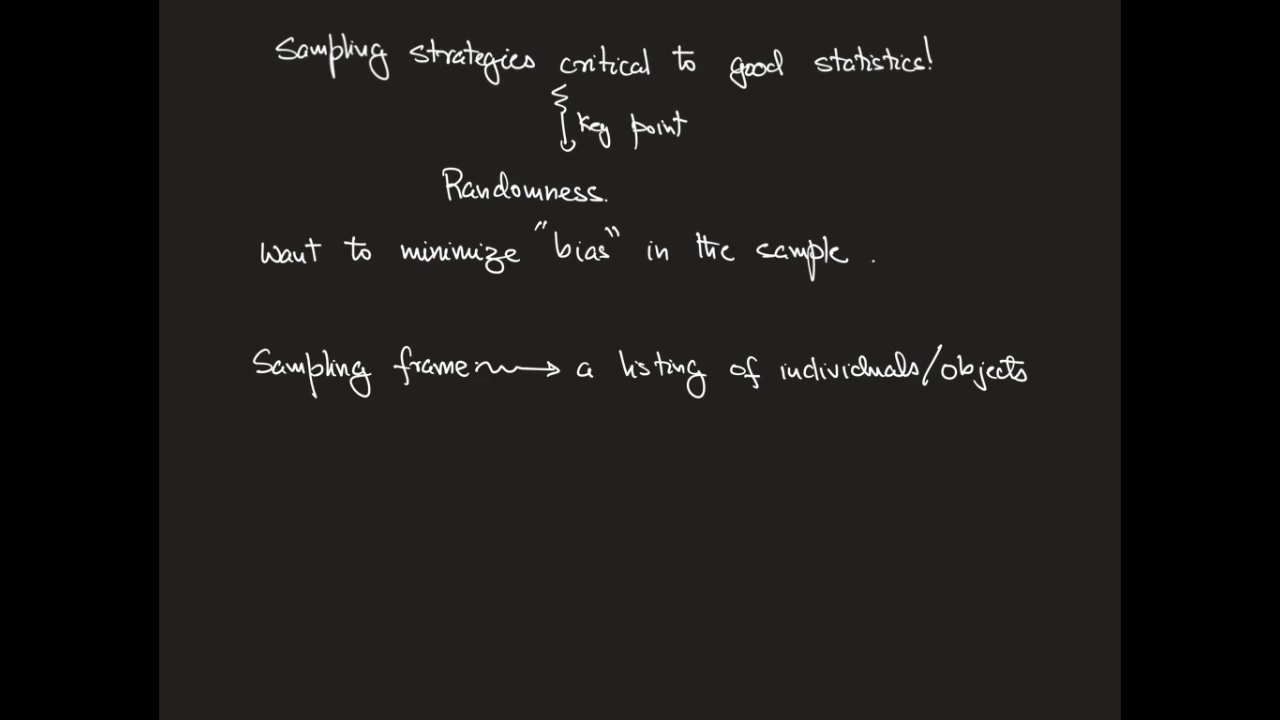 Sampling strategies critical to good statistics!
key point
Randomness.
want to minimize "bias" in the sample.
Sampling frame → a listing of individuals/objects